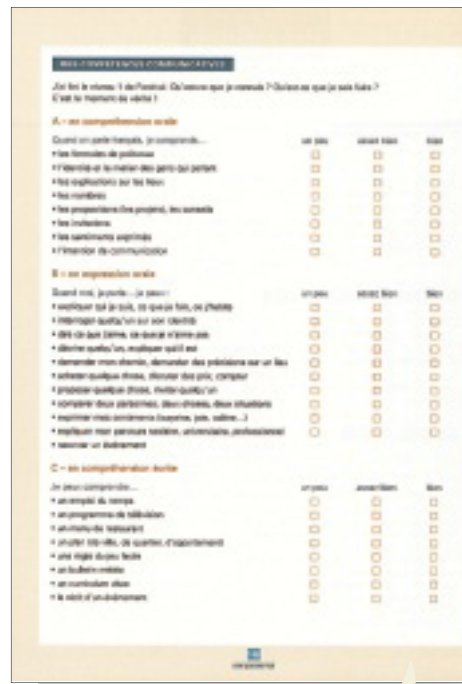 MES COMPÉTENCES COMMUNICATIVES
J'ai fini le niveau 1 de Festival. Qu'est-ce que je connais ? Qu'est-ce que je sais faire ?
C'est le moment de vérité !
A - en compréhension orale
Quand on parle français, je comprends... un peu assez bien bien
• les formules de politesse
• l'identité et le métier des gens qui parlent
• les explications sur les lieux
• les nombres
• les propositions (les projets), les conseils
• les invitations
• les sentiments exprimés
• l'intention de communication
B - en expression orale
Quand moi, je parle... je peux : un peu assez bien bien
• expliquer qui je suis, ce que je fais, où j'habite
• interroger quelqu'un sur son identité
• dire ce que j'aime, ce que je n'aime pas
• décrire quelqu'un, expliquer qui il est
• demander mon chemin, demander des précisions sur un lieu
• acheter quelque chose, discuter des prix, compter
• proposer quelque chose, inviter quelqu'un
• comparer deux personnes, deux choses, deux situations
• exprimer mes sentiments (surprise, joie, colère...)
• expliquer mon parcours scolaire, universitaire, professionnel
• raconter un événement
C - en compréhension écrite
Je peux comprendre... un peu assez bien bien
• un emploi du temps
• un programme de télévision
• un menu de restaurant
• un plan (de ville, de quartier, d'appartement)
• une règle du jeu facile
• un bulletin météo
• un curriculum vitae
• le récit d'un événement